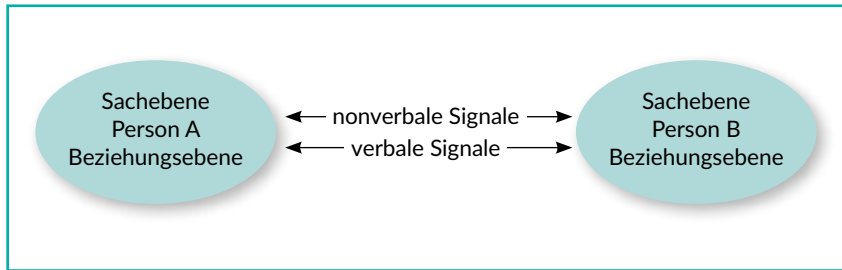 Sachebene
Person A
Beziehungsebene
nonverbale Signale
verbale Signale
Sachebene
Person B
Beziehungsebene